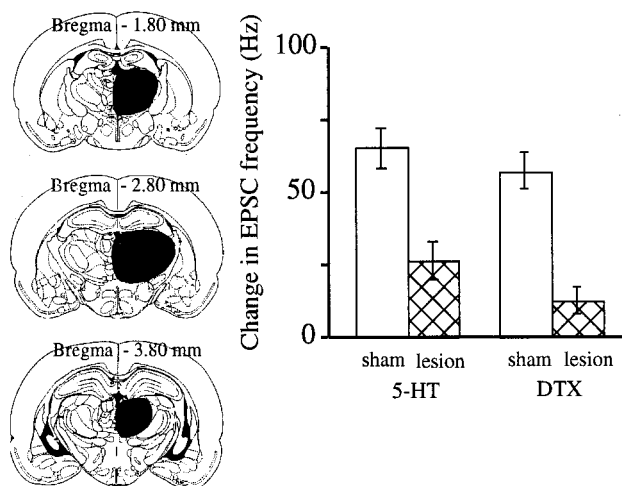 Bregma - 1.80 mm
Bregma - 2.80 mm
Bregma - 3.80 mm
Change in EPSC frequency (Hz)
100
50
0
sham lesion sham lesion
5-HT DTX